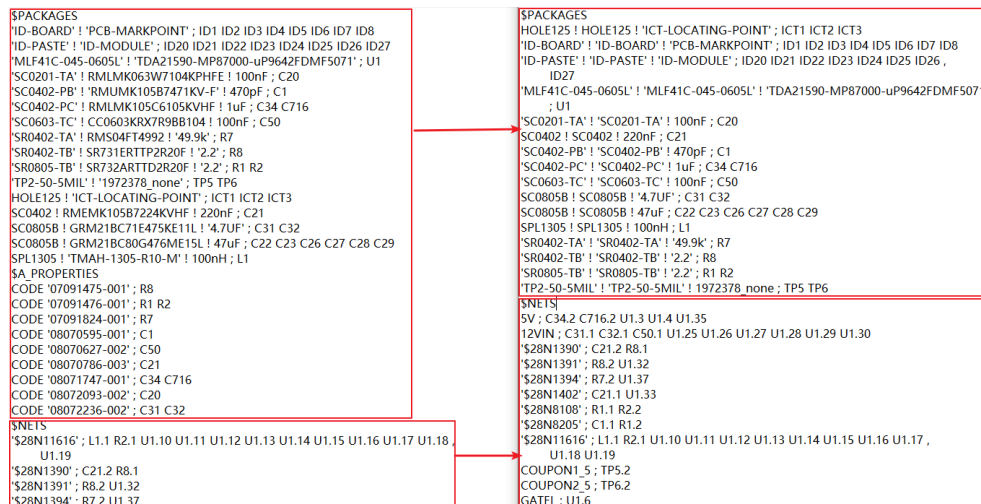 $PACKAGES
'ID-BOARD' ! 'PCB-MARKPOINT' ; ID1 ID2 ID3 ID4 ID5 ID6 ID7 ID8
'ID-PASTE' ! 'ID-MODULE' ; ID20 ID21 ID22 ID23 ID24 ID25 ID26 ID27
'MLF41C-045-0605L' ! 'TDA21590-MP87000-uP9642FDMF5071' ; U1
'SC0201-TA' ! RMLMK063W7104KPHFE ! 100nF ; C20
'SC0402-PB' ! 'RMUMK105B7471KV-F' ! 470pF ; C1
'SC0402-PC' ! RMLMK105C6105KVHF ! 1uF ; C34 C716
'SC0603-TC' ! CC0603KRX7R9BB104 ! 100nF ; C50
'SR0402-TA' ! RMS04FT4992 ! '49.9k' ; R7
'SR0402-TB' ! SR731ERTTP2R20F ! '2.2' ; R8
'SR0805-TB' ! SR732ARTTD2R20F ! '2.2' ; R1 R2
'TP2-50-5MIL' ! '1972378_none' ; TP5 TP6
HOLE125 ! 'ICT-LOCATING-POINT' ; ICT1 ICT2 ICT3
SC0402 ! RMEMK105B7224KVHF ! 220nF ; C21
SC0805B ! GRM21BC71E475KE11L ! '4.7UF' ; C31 C32
SC0805B ! GRM21BC80G476ME15L ! 47uF ; C22 C23 C26 C27 C28 C29
SPL1305 ! 'TMAH-1305-R10-M' ! 100nH ; L1
$A_PROPERTIES
CODE '07091475-001' ; R8
CODE '07091476-001' ; R1 R2
CODE '07091824-001' ; R7
CODE '08070595-001' ; C1
CODE '08070627-002' ; C50
CODE '08070786-003' ; C21
CODE '08071747-001' ; C34 C716
CODE '08072093-002' ; C20
CODE '08072236-002' ; C31 C32
$NETS
'$28N11616' ; L1.1 R2.1 U1.10 U1.11 U1.12 U1.13 U1.14 U1.15 U1.16 U1.17 U1.18 ,
U1.19
'$28N1390' ; C21.2 R8.1
'$28N1391' ; R8.2 U1.32
'$28N1394' ; R7.2 U1.37
$PACKAGES
HOLE125 ! HOLE125 ! 'ICT-LOCATING-POINT' ; ICT1 ICT2 ICT3
'ID-BOARD' ! 'ID-BOARD' ! 'PCB-MARKPOINT' ; ID1 ID2 ID3 ID4 ID5 ID6 ID7 ID8
'ID-PASTE' ! 'ID-PASTE' ! 'ID-MODULE' ; ID20 ID21 ID22 ID23 ID24 ID25 ID26 ,
ID27
'MLF41C-045-0605L' ! 'MLF41C-045-0605L' ! 'TDA21590-MP87000-uP9642FDMF5071'
; U1
'SC0201-TA' ! 'SC0201-TA' ! 100nF ; C20
SC0402 ! SC0402 ! 220nF ; C21
'SC0402-PB' ! 'SC0402-PB' ! 470pF ; C1
'SC0402-PC' ! 'SC0402-PC' ! 1uF ; C34 C716
'SC0603-TC' ! 'SC0603-TC' ! 100nF ; C50
SC0805B ! SC0805B ! '4.7UF' ; C31 C32
SC0805B ! SC0805B ! 47uF ; C22 C23 C26 C27 C28 C29
SPL1305 ! SPL1305 ! 100nH ; L1
'SR0402-TA' ! 'SR0402-TA' ! '49.9k' ; R7
'SR0402-TB' ! 'SR0402-TB' ! '2.2' ; R8
'SR0805-TB' ! 'SR0805-TB' ! '2.2' ; R1 R2
'TP2-50-5MIL' ! 'TP2-50-5MIL' ! 1972378_none ; TP5 TP6
$NETS
5V ; C34.2 C716.2 U1.3 U1.4 U1.35
12VIN ; C31.1 C32.1 C50.1 U1.25 U1.26 U1.27 U1.28 U1.29 U1.30
'$28N1390' ; C21.2 R8.1
'$28N1391' ; R8.2 U1.32
'$28N1394' ; R7.2 U1.37
'$28N1402' ; C21.1 U1.33
'$28N8108' ; R1.1 R2.2
'$28N8205' ; C1.1 R1.2
'$28N11616' ; L1.1 R2.1 U1.10 U1.11 U1.12 U1.13 U1.14 U1.15 U1.16 U1.17 ,
U1.18 U1.19
COUPON1_5 ; TP5.2
COUPON2_5 ; TP6.2
GATEL ; U1.6